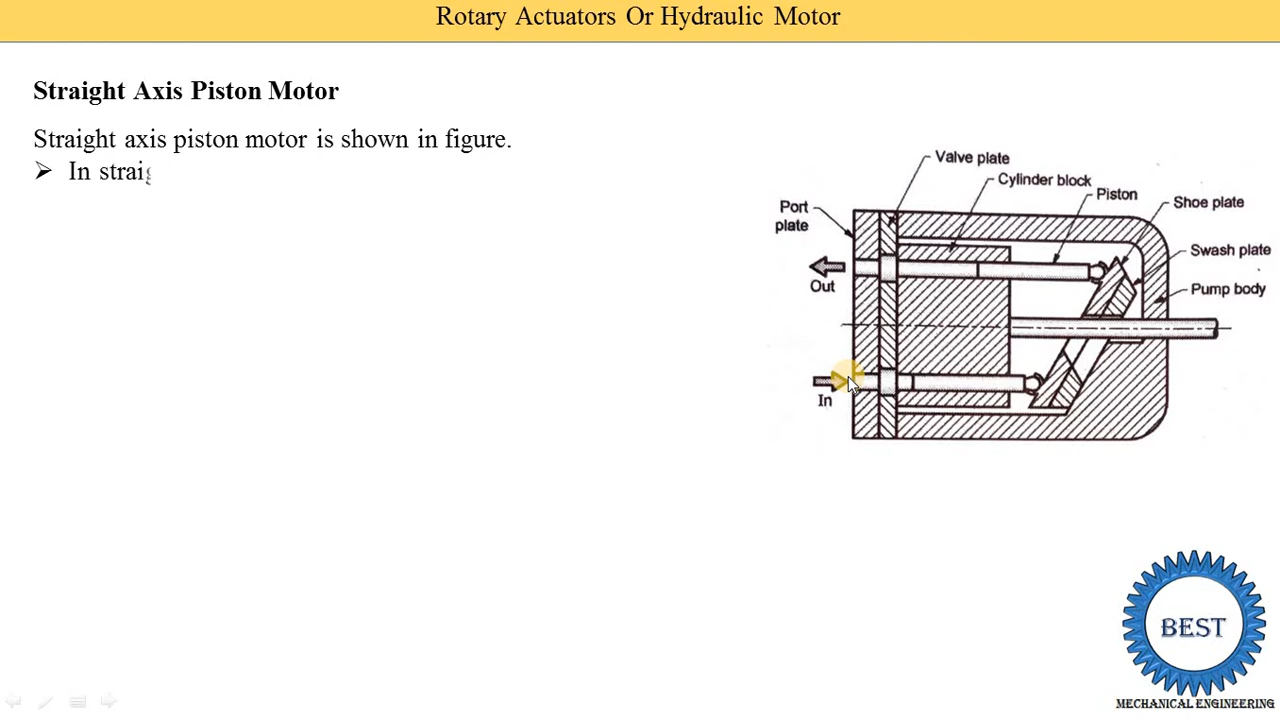 Rotary Actuators Or Hydraulic Motor
Straight Axis Piston Motor
Straight axis piston motor is shown in figure.
➢ In straig
Valve plate
Cylinder block
Piston
Port
plate
Shoe plate
Swash plate
Pump body
Out
In
BEST
MECHANICAL ENGINEERING